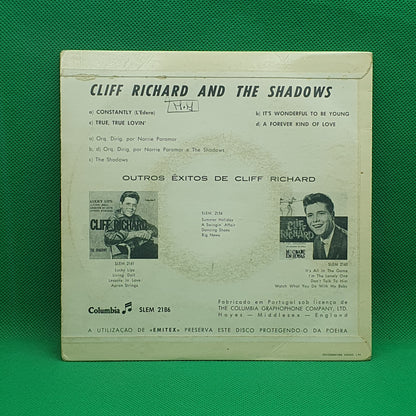 CLIFF RICHARD AND THE SHADOWS
H.H
a) CONSTANTLY (L'Edera)
b) IT'S WONDERFUL TO BE YOUNG
c) TRUE, TRUE LOVIN'
d) A FOREVER KIND OF LOVE
a) Orq. Dirig. por Norrie Paramor
b, d) Orq. Dirig. por Norrie Paramor e The Shadows
c) The Shadows
OUTROS ÊXITOS DE CLIFF RICHARD
CLIFF RICHARD
SLEM 2141
Lucky Lips
Living Doll
Lessons In Love
Apron Strings
SLEM 2156
Summer Holiday
A Swingin' Affair
Dancing Shoes
Big News
CLIFF
RICHARD
SLEM 2160
It's All In The Game
I'm The Lonely One
Don't Talk To Him
Watch What You Do With My Baby
Columbia SLEM 2186
Fabricado em Portugal sob licença de
THE COLUMBIA GRAPHOPHONE COMPANY, LTD.
Hayes - Middlesex - England
A UTILIZAÇÃO DE «EMITEX» PRESERVA ESTE DISCO PROTEGENDO-O DA POEIRA